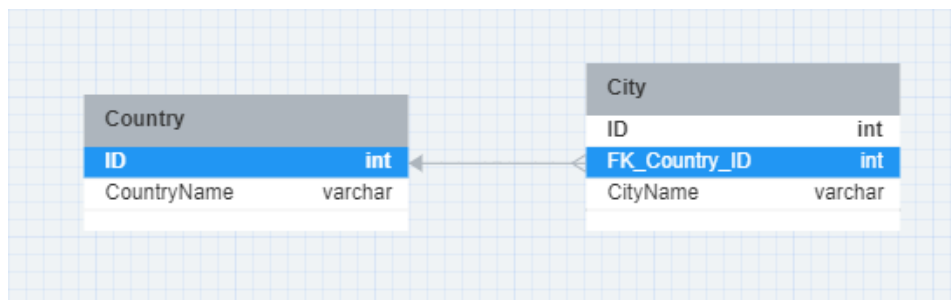 Country
ID int
CountryName varchar
City
ID int
FK_Country_ID int
CityName varchar